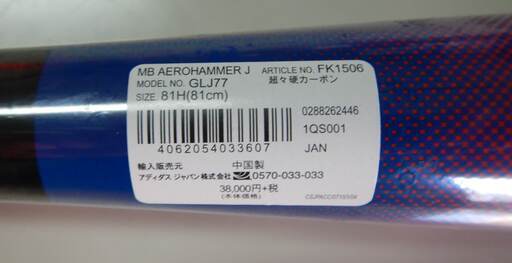 MB AEROHAMMER J ARTICLE NO. FK1506
MODEL NO. GLJ77 超々硬カーボン
SIZE 81H(81cm)
0288262446
1QS001
4062054033607 JAN
輸入販売元 中国製
アディダス ジャパン株式会社 0570-033-033
38,000円+税
(本体価格)